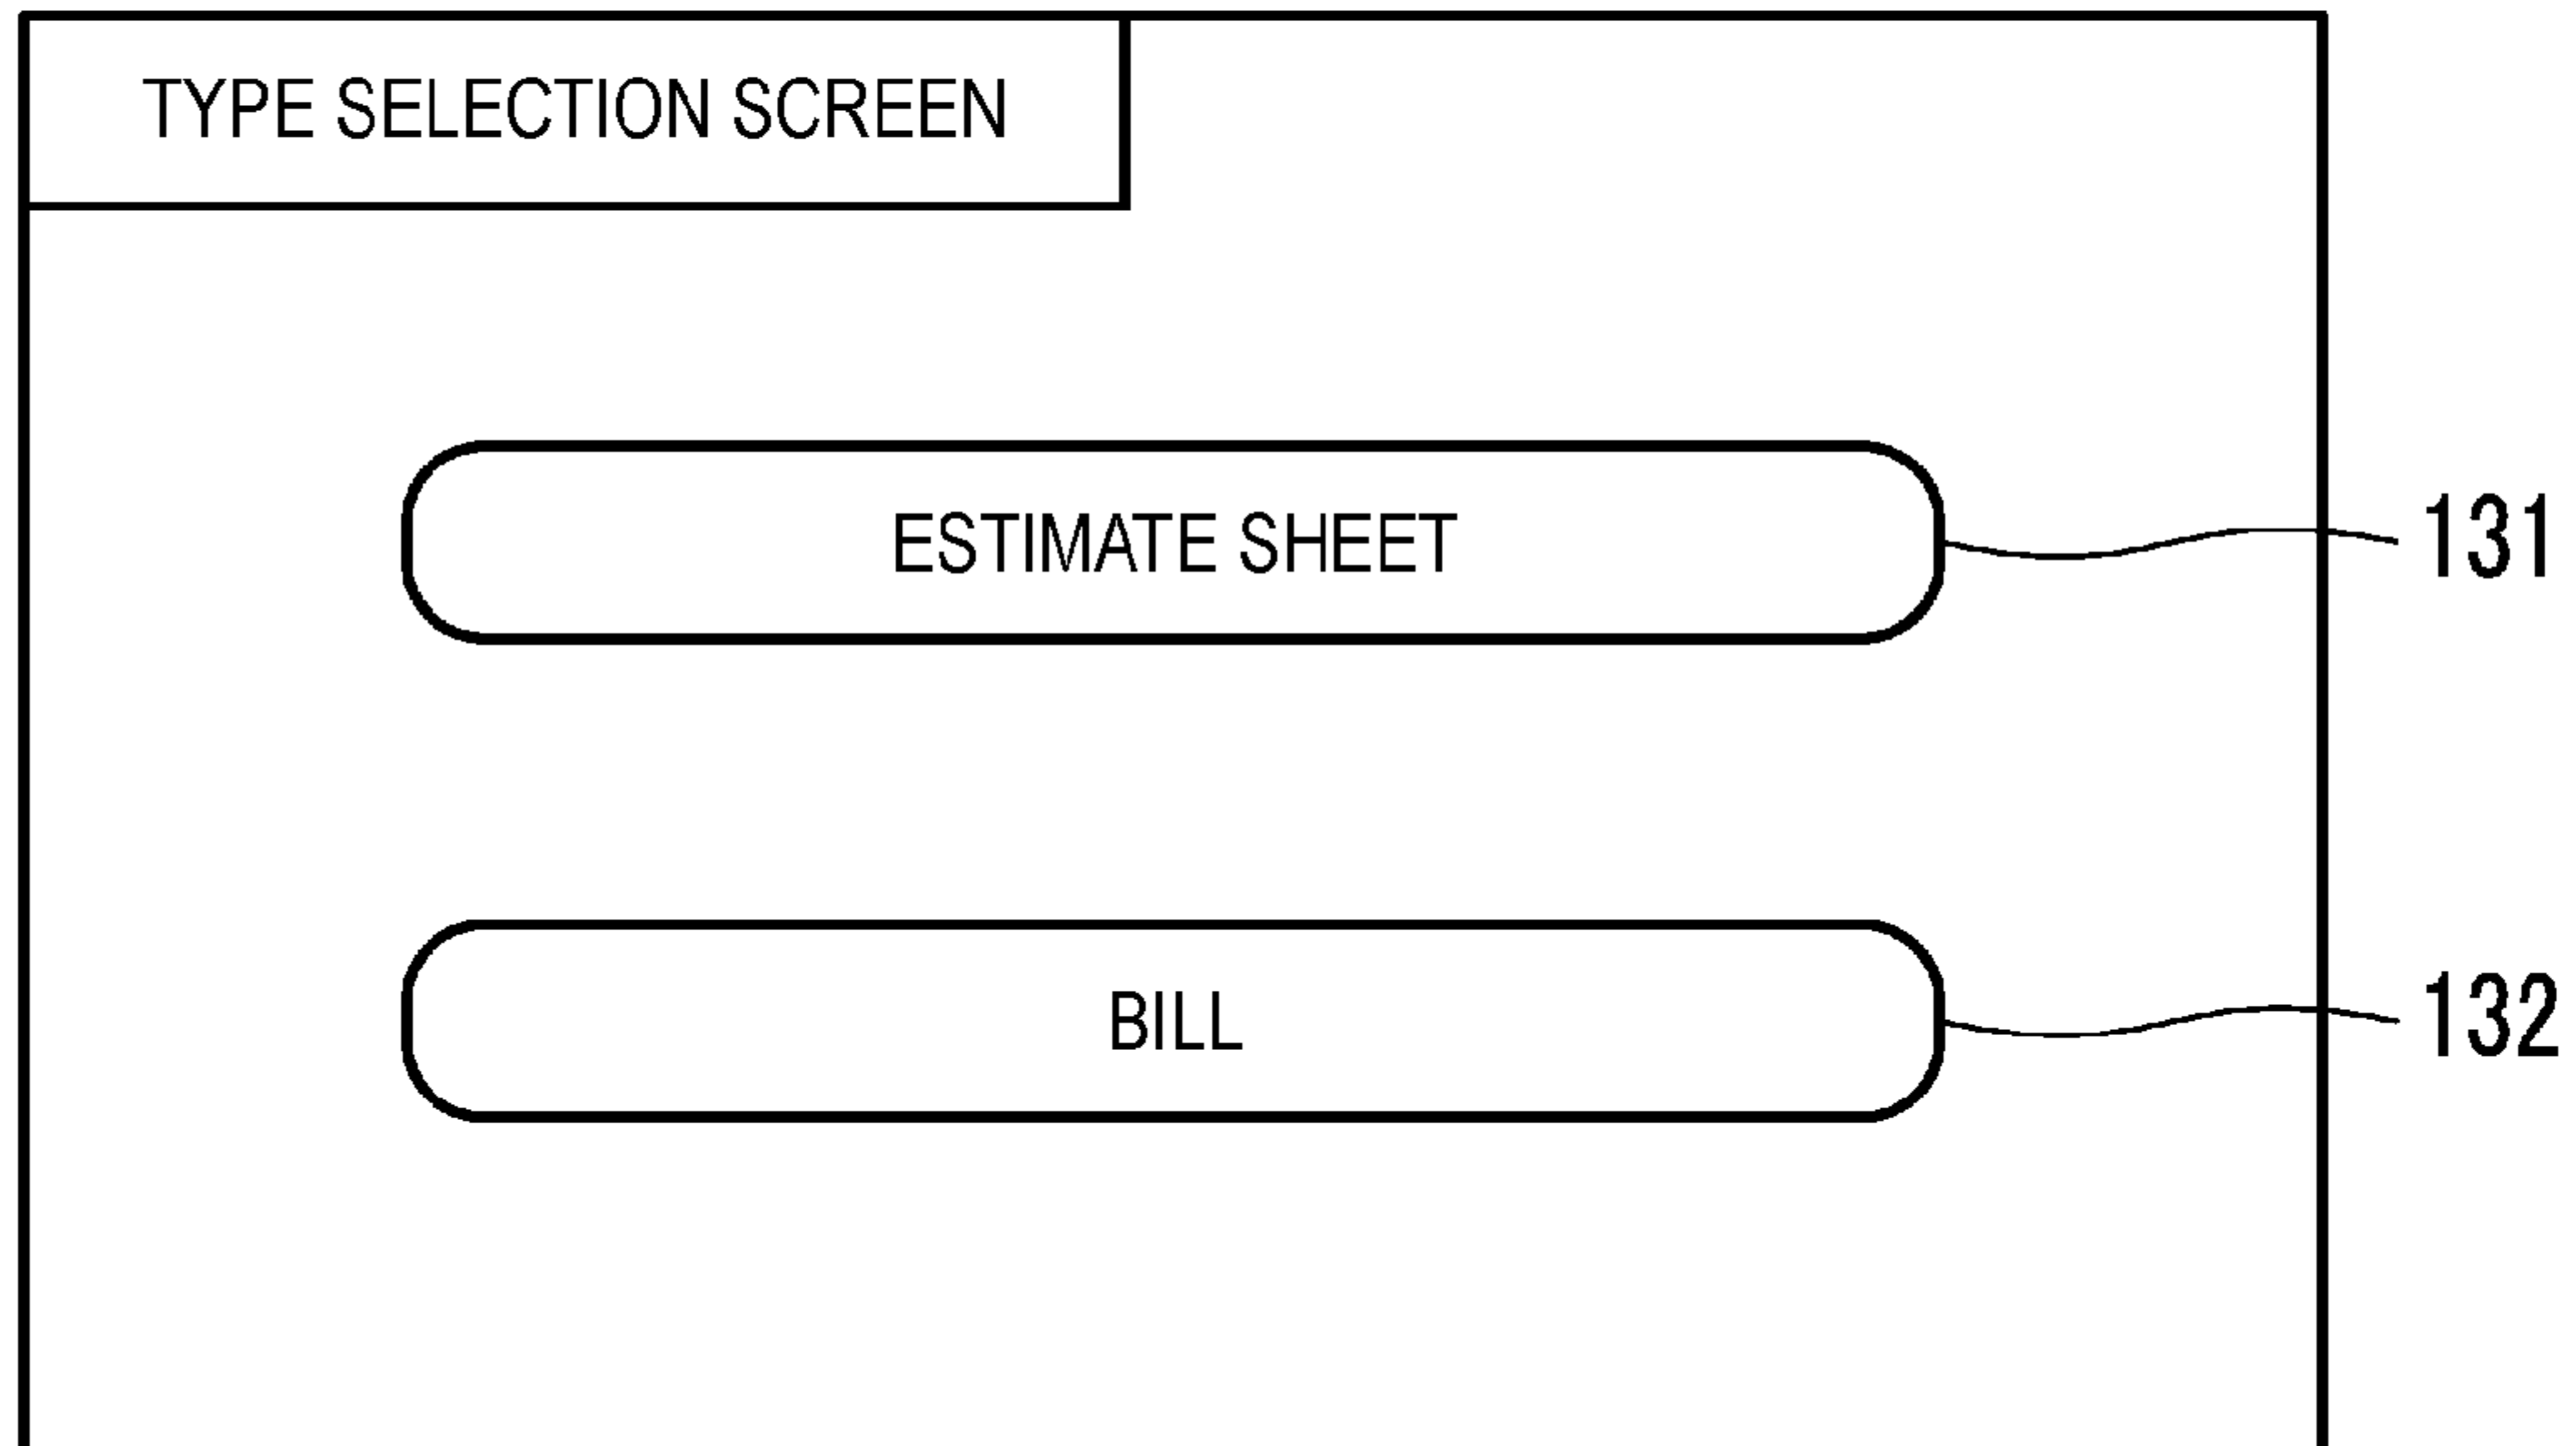 TYPE SELECTION SCREEN
ESTIMATE SHEET
131
BILL
132